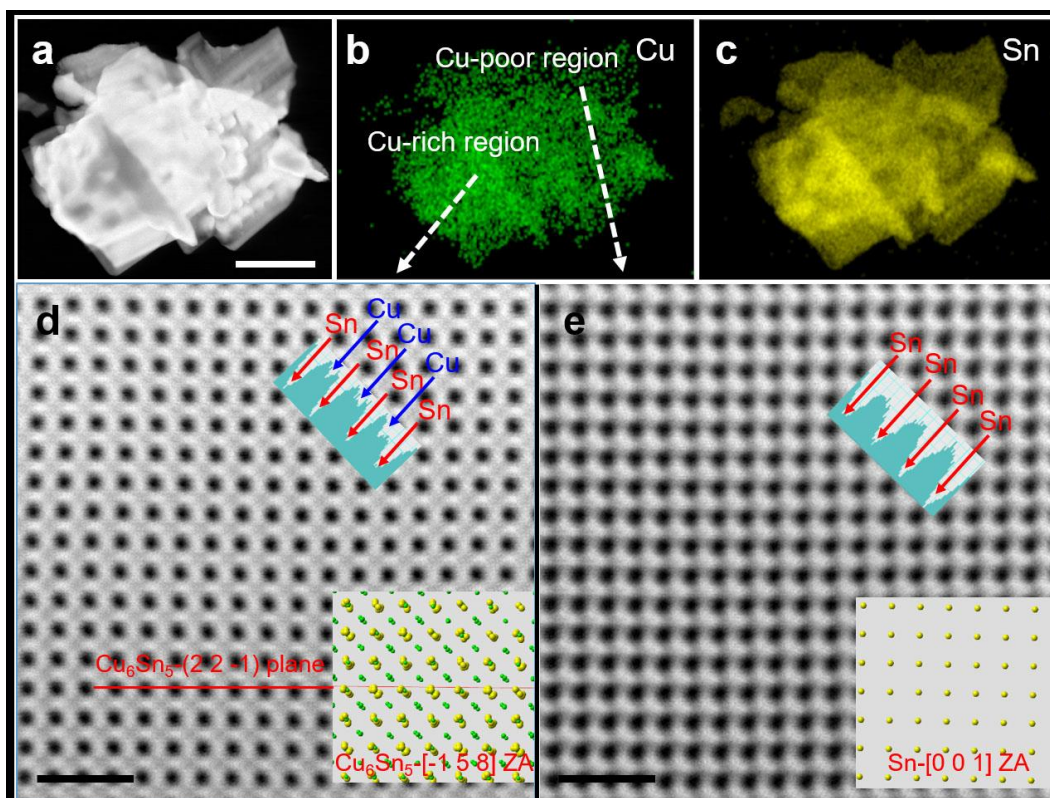 a
b
Cu-poor region
Cu
Cu-rich region
c
Sn
d
Sn
Cu
Sn
Cu
Sn
Cu
Sn
Cu₆Sn₅-(2 2 -1) plane
Cu₆Sn₅-[-1 5 8] ZA
e
Sn
Sn
Sn
Sn
Sn-[0 0 1] ZA